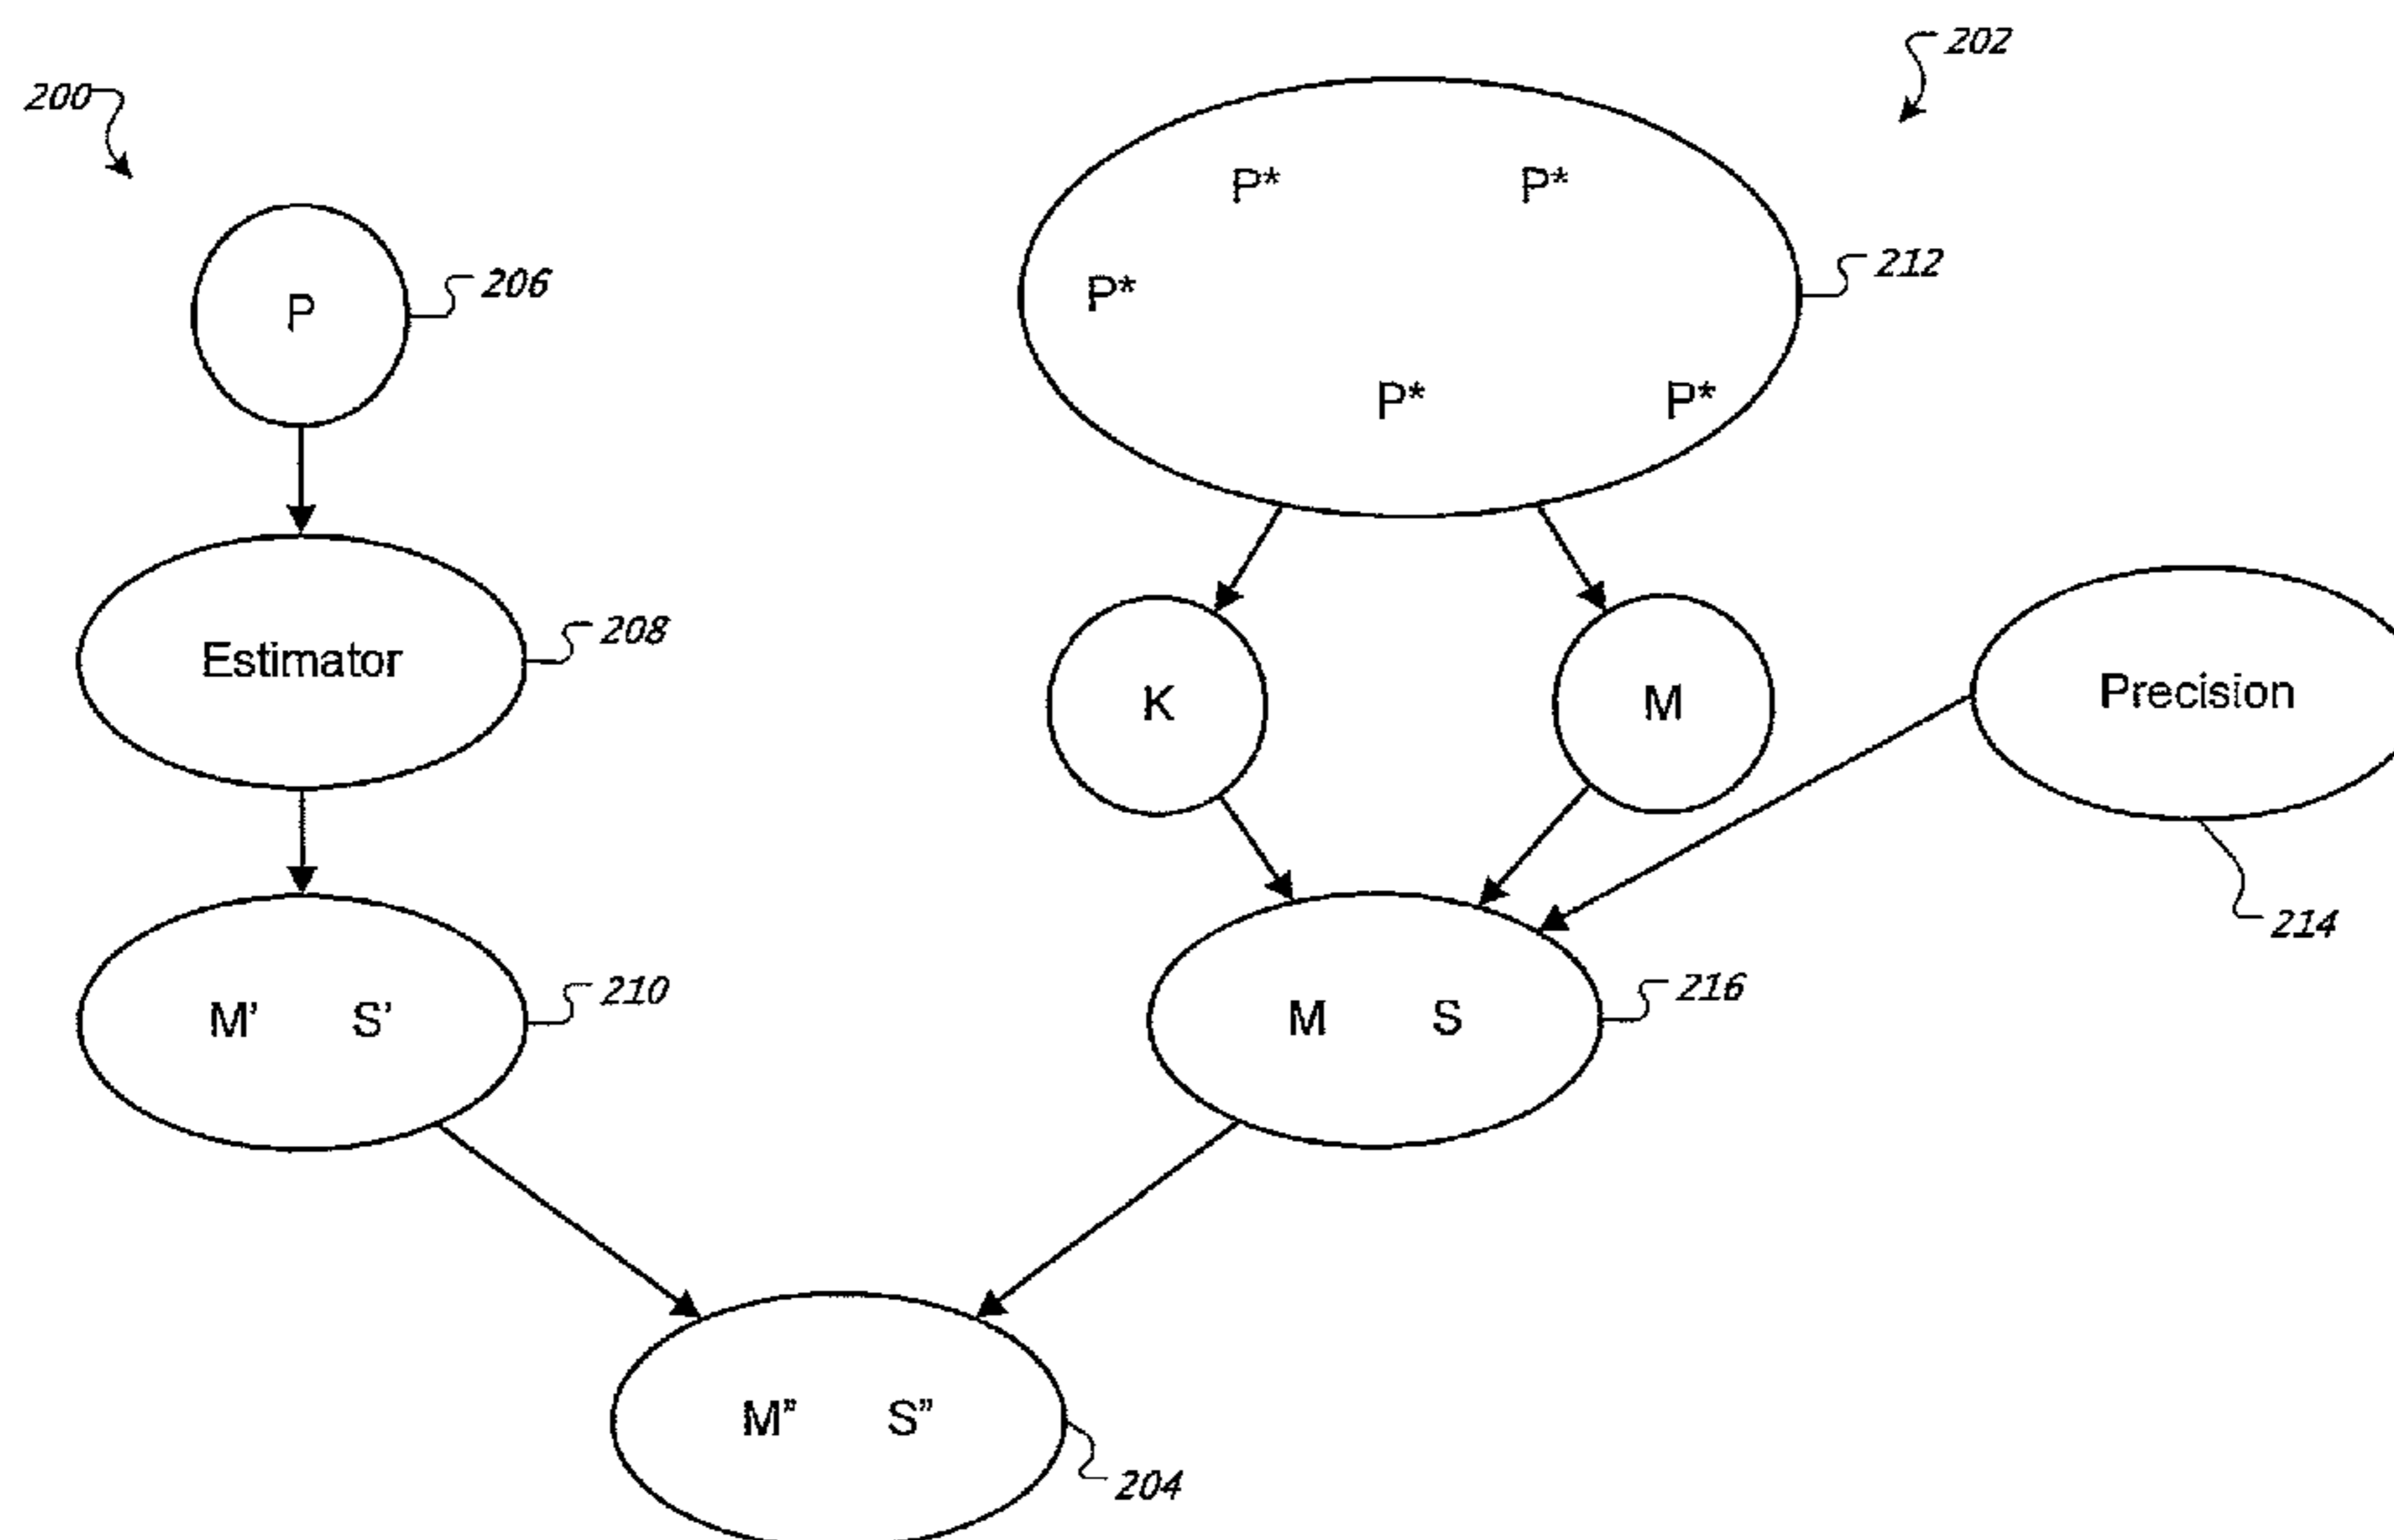 202
200
P* P*
212
206
P
P*
P* P*
208
Estimator
Precision
K M
214
210
216
M' S'
M S
M" S"
204